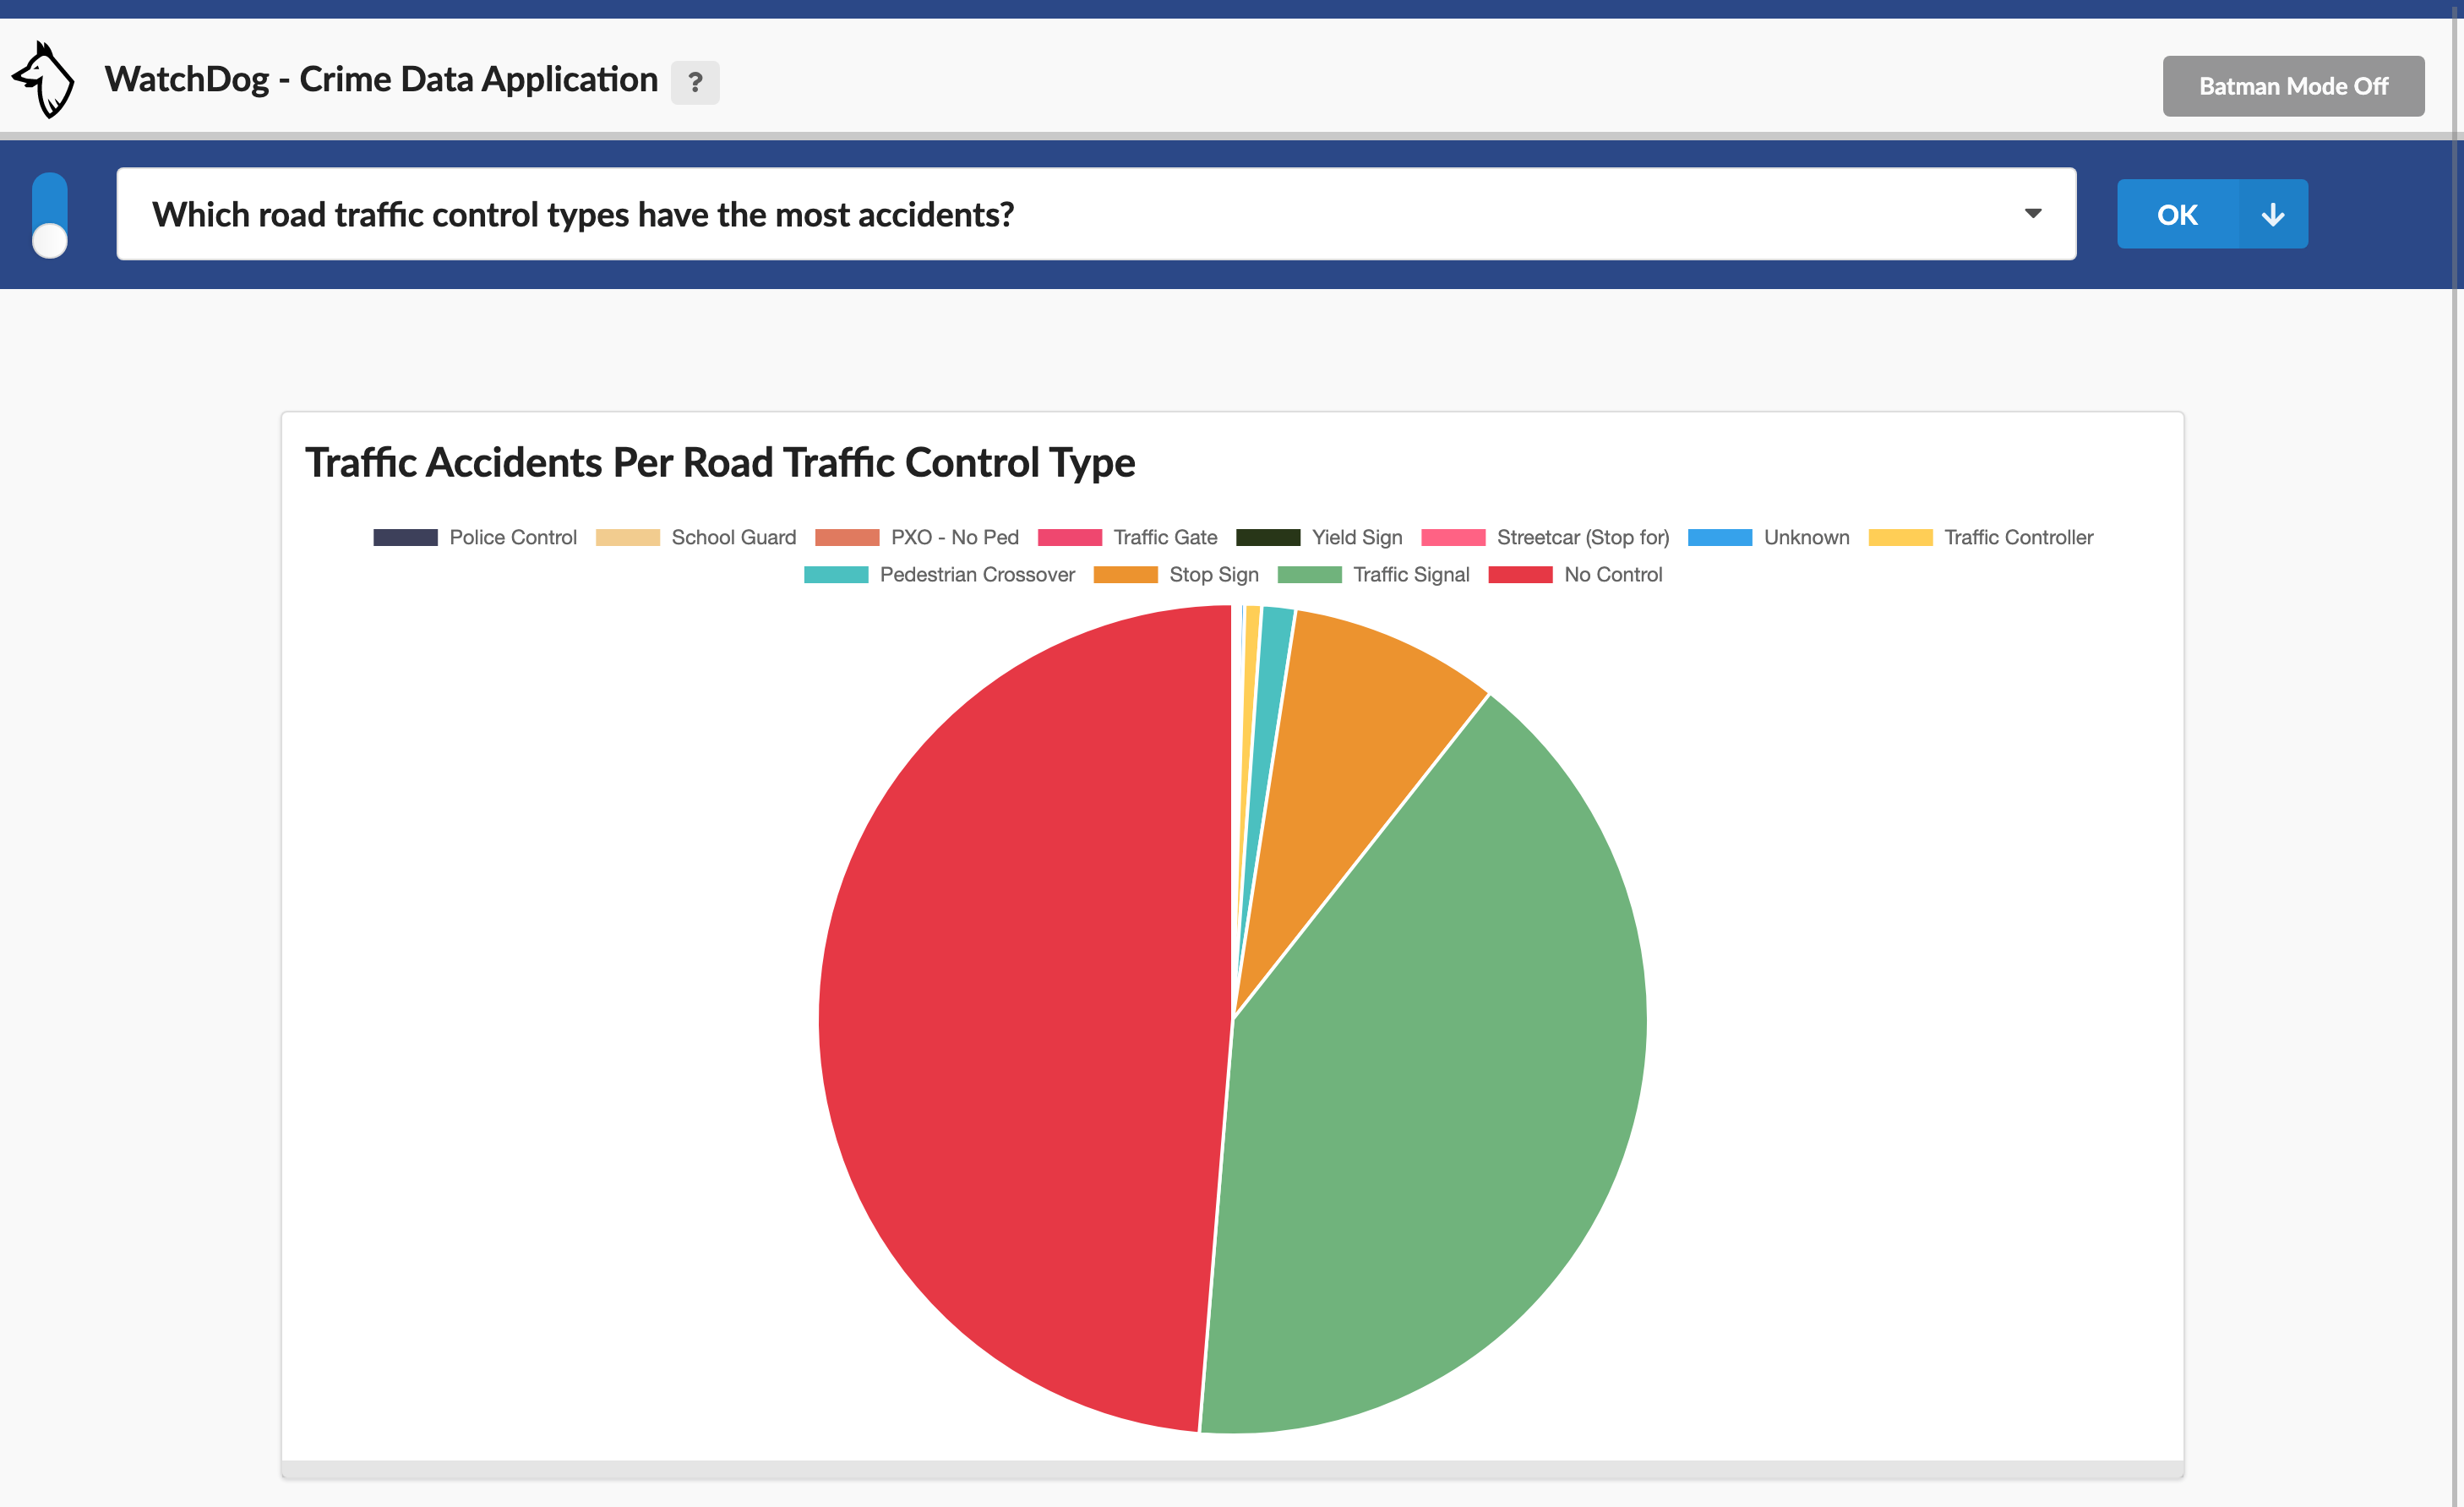 WatchDog - Crime Data Application ?
Batman Mode Off
Which road traffic control types have the most accidents?
OK
Traffic Accidents Per Road Traffic Control Type
Police Control School Guard PXO - No Ped Traffic Gate Yield Sign Streetcar (Stop for) Unknown Traffic Controller
Pedestrian Crossover Stop Sign Traffic Signal No Control